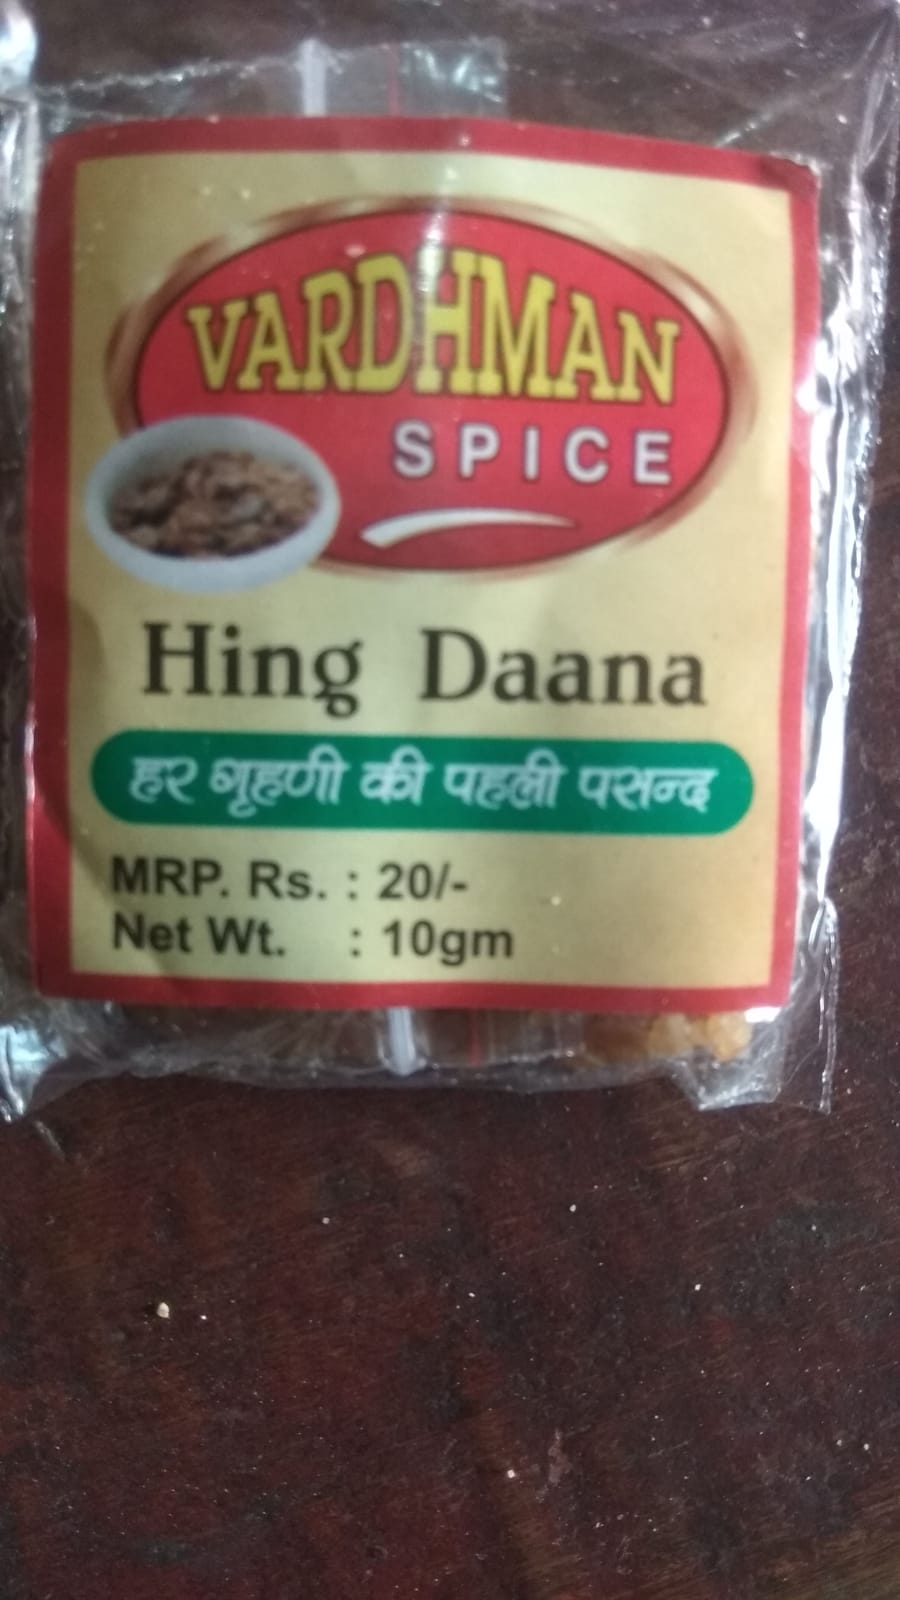 VARDHMAN
SPICE
Hing Daana
हर गृहणी की पहली पसन्द
MRP. Rs. : 20/-
Net Wt. : 10gm